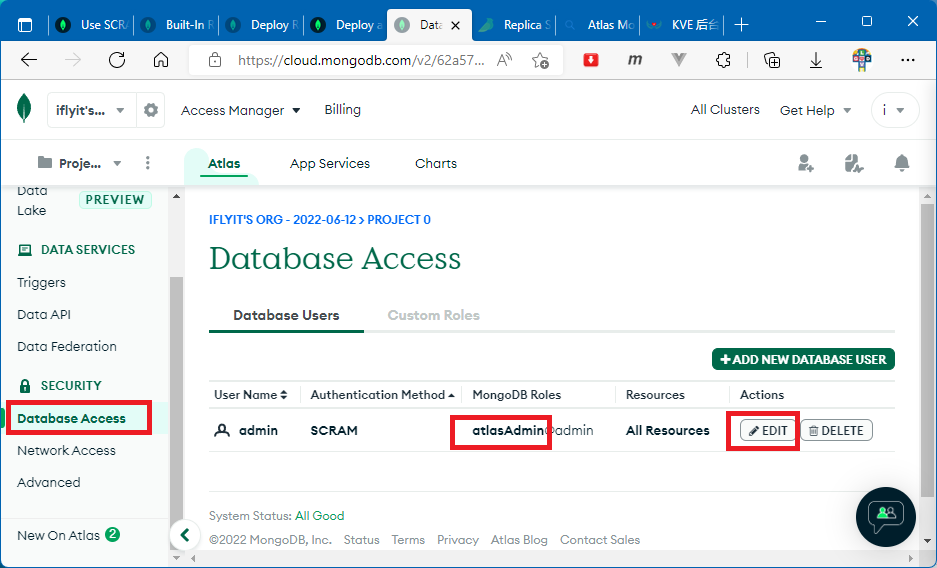 Use SCRA
Built-In R
Deploy R
Deploy a
Data
Replica S
Atlas Mo
KVE 后台
https://cloud.mongodb.com/v2/62a57...
iflyit's...
Access Manager
Billing
All Clusters
Get Help
i
Proje...
Atlas
App Services
Charts
Data Lake
PREVIEW
DATA SERVICES
Triggers
Data API
Data Federation
SECURITY
Database Access
Network Access
Advanced
New On Atlas 2
IFLYIT'S ORG - 2022-06-12 > PROJECT 0
Database Access
Database Users
Custom Roles
+ ADD NEW DATABASE USER
User Name
Authentication Method
MongoDB Roles
Resources
Actions
admin
SCRAM
atlasAdmin@admin
All Resources
EDIT
DELETE
System Status: All Good
©2022 MongoDB, Inc.
Status
Terms
Privacy
Atlas Blog
Contact Sales